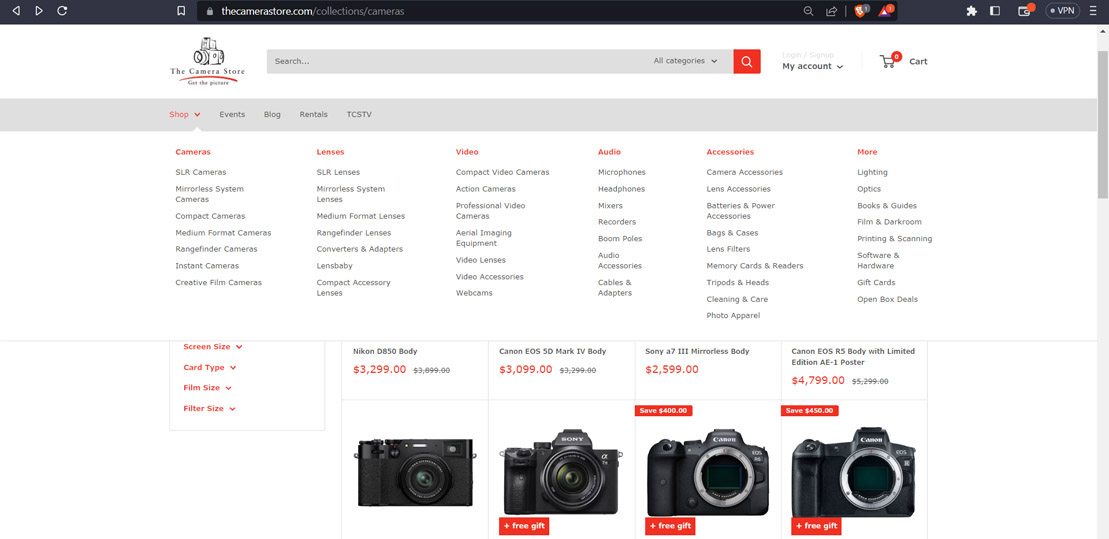 thecamerastore.com/collections/cameras
1
1
VPN
The Camera Store
Get the picture
Search...
All categories
Login / Signup
My account
0
Cart
Shop
Events
Blog
Rentals
TCSTV
Cameras
SLR Cameras
Mirrorless System
Cameras
Compact Cameras
Medium Format Cameras
Rangefinder Cameras
Instant Cameras
Creative Film Cameras
Lenses
SLR Lenses
Mirrorless System
Lenses
Medium Format Lenses
Rangefinder Lenses
Converters & Adapters
Lensbaby
Compact Accessory
Lenses
Video
Compact Video Cameras
Action Cameras
Professional Video
Cameras
Aerial Imaging
Equipment
Video Lenses
Video Accessories
Webcams
Audio
Microphones
Headphones
Mixers
Recorders
Boom Poles
Audio
Accessories
Cables &
Adapters
Accessories
Camera Accessories
Lens Accessories
Batteries & Power
Accessories
Bags & Cases
Lens Filters
Memory Cards & Readers
Tripods & Heads
Cleaning & Care
Photo Apparel
More
Lighting
Optics
Books & Guides
Film & Darkroom
Printing & Scanning
Software &
Hardware
Gift Cards
Open Box Deals
Screen Size
Card Type
Film Size
Filter Size
Nikon D850 Body
$3,299.00 $3,899.00
Canon EOS 5D Mark IV Body
$3,099.00 $3,299.00
Sony a7 III Mirrorless Body
$2,599.00
Canon EOS R5 Body with Limited
Edition AE-1 Poster
$4,799.00 $5,299.00
SONY
+ free gift
Save $400.00
Canon
EOS
R6
+ free gift
Save $450.00
Canon
EOS
R
+ free gift